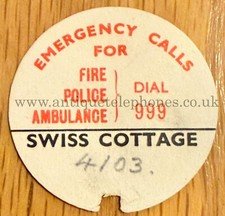 EMERGENCY CALLS
FOR
FIRE
POLICE
AMBULANCE
DIAL
999
www.antiquetelephones.co.uk
SWISS COTTAGE
4103.